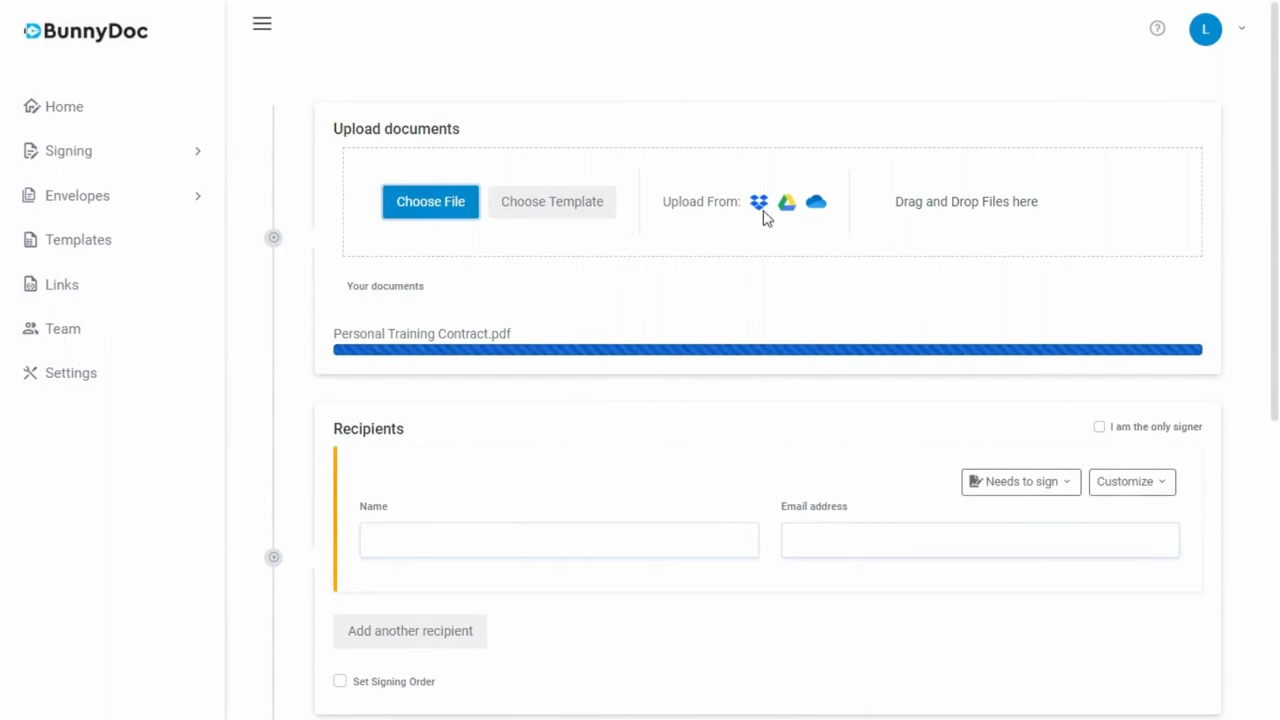 BunnyDoc
L
Home
Signing
Envelopes
Templates
Links
Team
Settings
Upload documents
Choose File
Choose Template
Upload From:
Drag and Drop Files here
Your documents
Personal Training Contract.pdf
Recipients
I am the only signer
Needs to sign
Customize
Name
Email address
Add another recipient
Set Signing Order